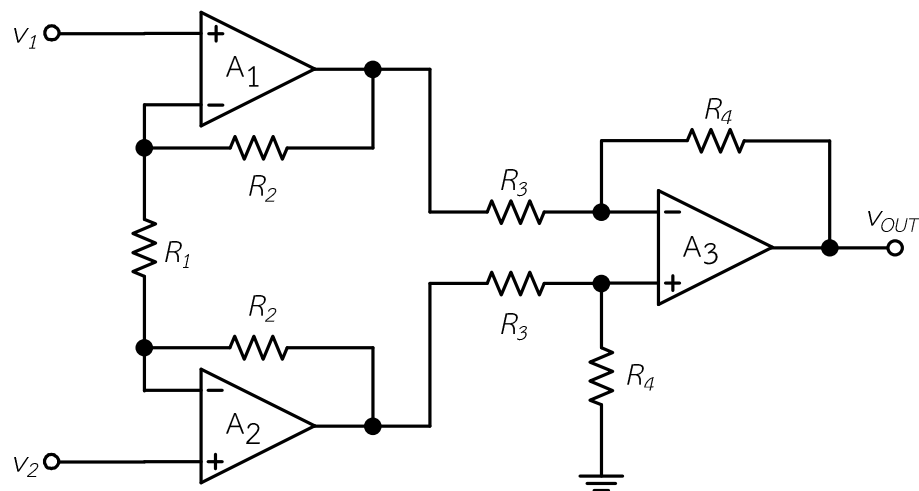 v1
+
A1
−
R2
R1
R2
−
A2
+
v2
R3
R3
R4
−
A3
+
R4
vOUT